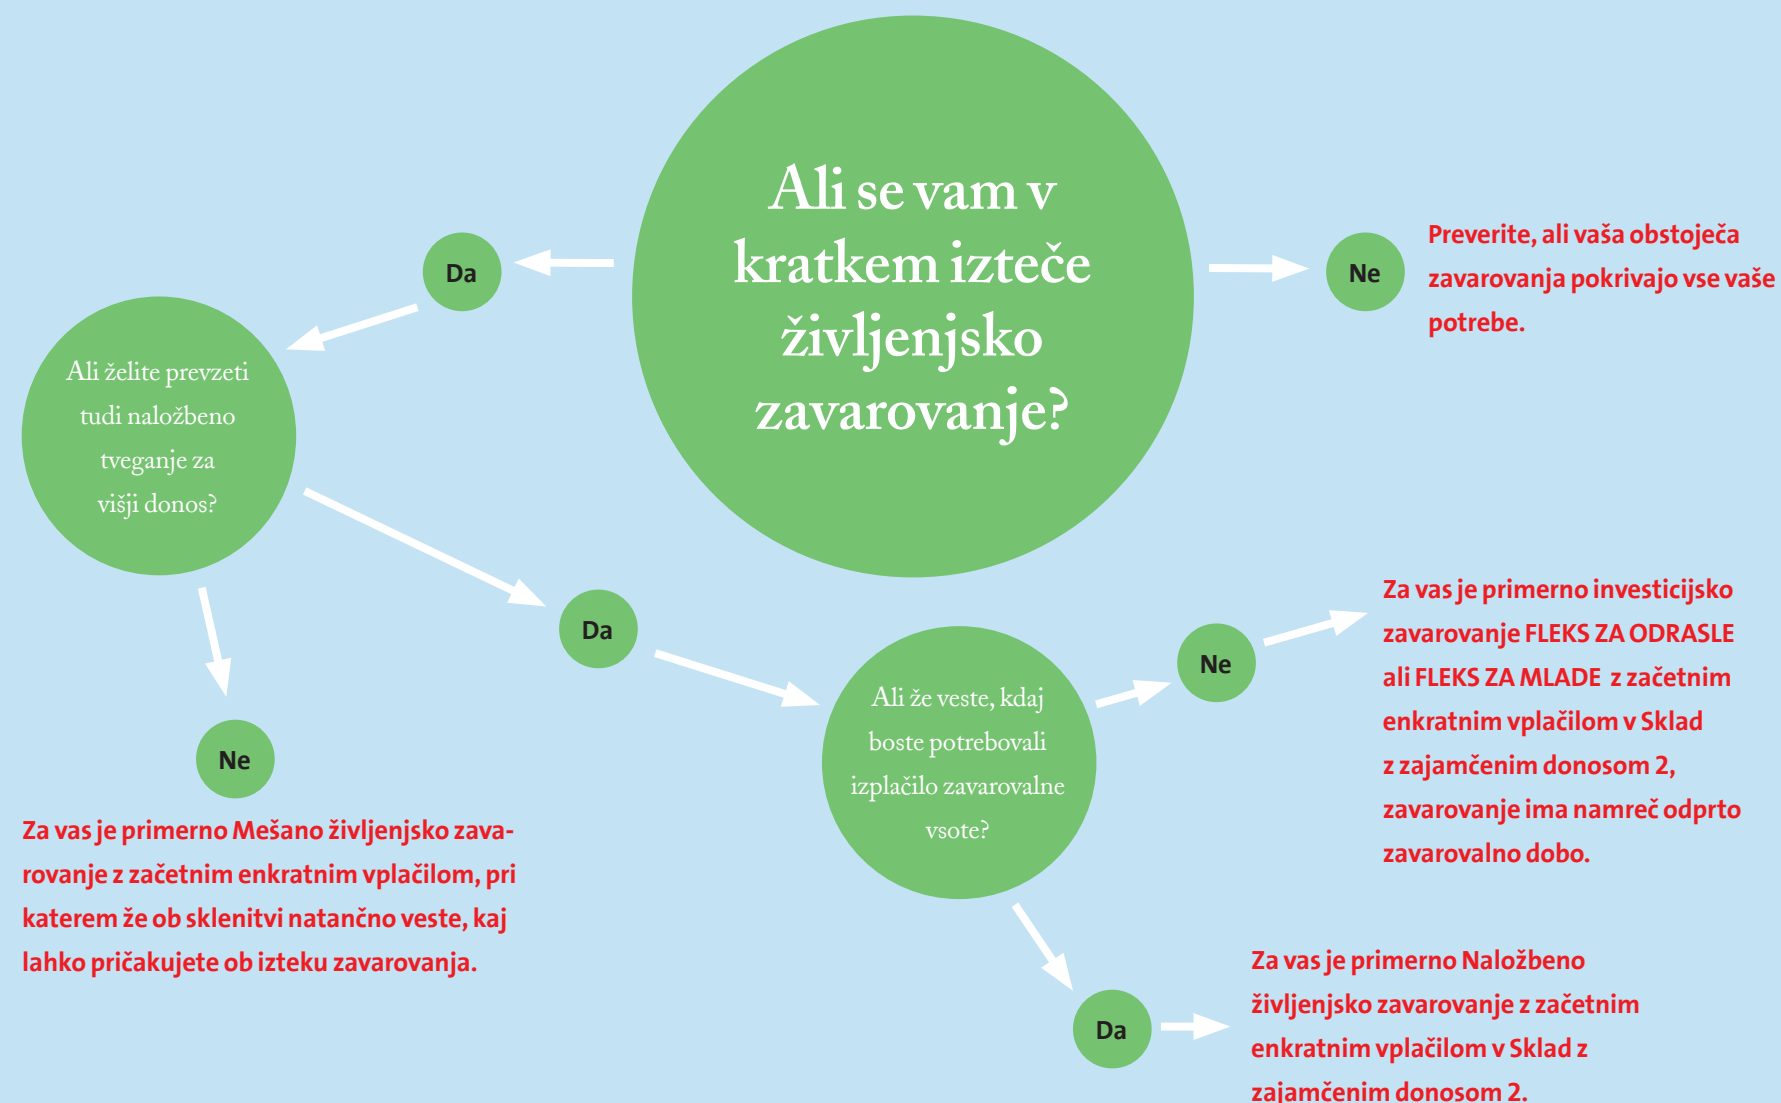 Ali se vam v
kratkem izteče
življenjsko
zavarovanje?
Da
Ne
Preverite, ali vaša obstoječa
zavarovanja pokrivajo vse vaše
potrebe.
Ali želite prevzeti
tudi naložbeno
tveganje za
višji donos?
Ne
Za vas je primerno Mešano življenjsko zava-
rovanje z začetnim enkratnim vplačilom, pri
katerem že ob sklenitvi natančno veste, kaj
lahko pričakujete ob izteku zavarovanja.
Da
Ali že veste, kdaj
boste potrebovali
izplačilo zavarovalne
vsote?
Ne
Za vas je primerno investicijsko
zavarovanje FLEKS ZA ODRASLE
ali FLEKS ZA MLADE z začetnim
enkratnim vplačilom v Sklad
z zajamčenim donosom 2,
zavarovanje ima namreč odprto
zavarovalno dobo.
Da
Za vas je primerno Naložbeno
življenjsko zavarovanje z začetnim
enkratnim vplačilom v Sklad z
zajamčenim donosom 2.